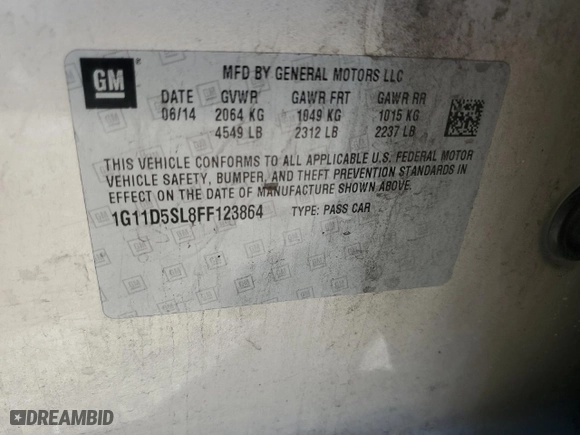 GM
MFD BY GENERAL MOTORS LLC
DATE GVWR GAWR FRT GAWR RR
06/14 2064 KG 1049 KG 1015 KG
4549 LB 2312 LB 2237 LB
THIS VEHICLE CONFORMS TO ALL APPLICABLE U.S. FEDERAL MOTOR
VEHICLE SAFETY, BUMPER, AND THEFT PREVENTION STANDARDS IN
EFFECT ON THE DATE OF MANUFACTURE SHOWN ABOVE.
1G11D5SL8FF123864 TYPE: PASS CAR
DREAMBID